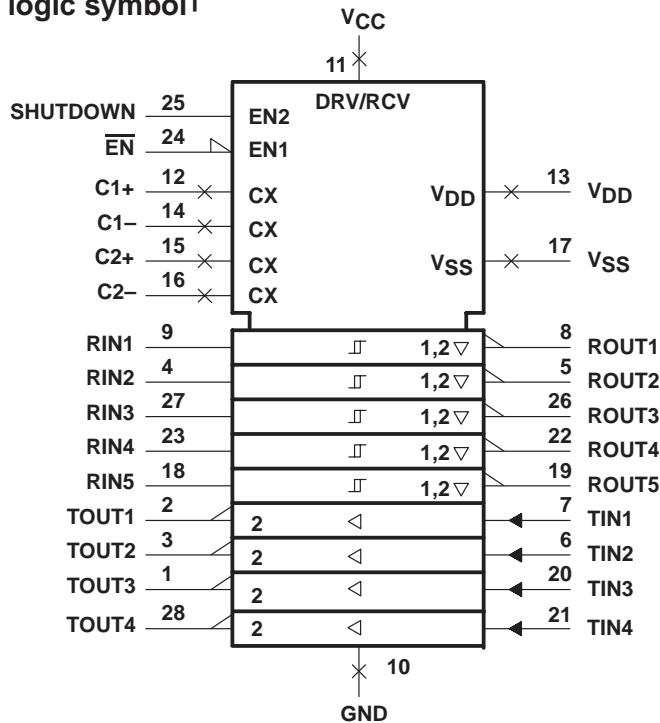 logic symbol†
VCC
11
DRV/RCV
SHUTDOWN 25 EN2
EN 24 EN1
C1+ 12 CX VDD 13 VDD
C1– 14 CX
C2+ 15 CX VSS 17 VSS
C2– 16 CX
RIN1 9 1,2 8 ROUT1
RIN2 4 1,2 5 ROUT2
RIN3 27 1,2 26 ROUT3
RIN4 23 1,2 22 ROUT4
RIN5 18 1,2 19 ROUT5
TOUT1 2 2 7 TIN1
TOUT2 3 2 6 TIN2
TOUT3 1 2 20 TIN3
TOUT4 28 2 21 TIN4
10
GND